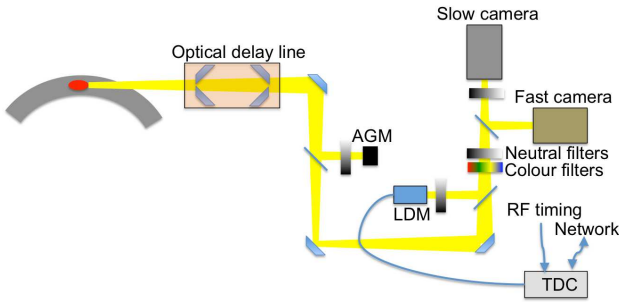 Slow camera
Optical delay line
Fast camera
AGM
Neutral filters
Colour filters
LDM
RF timing
Network
TDC